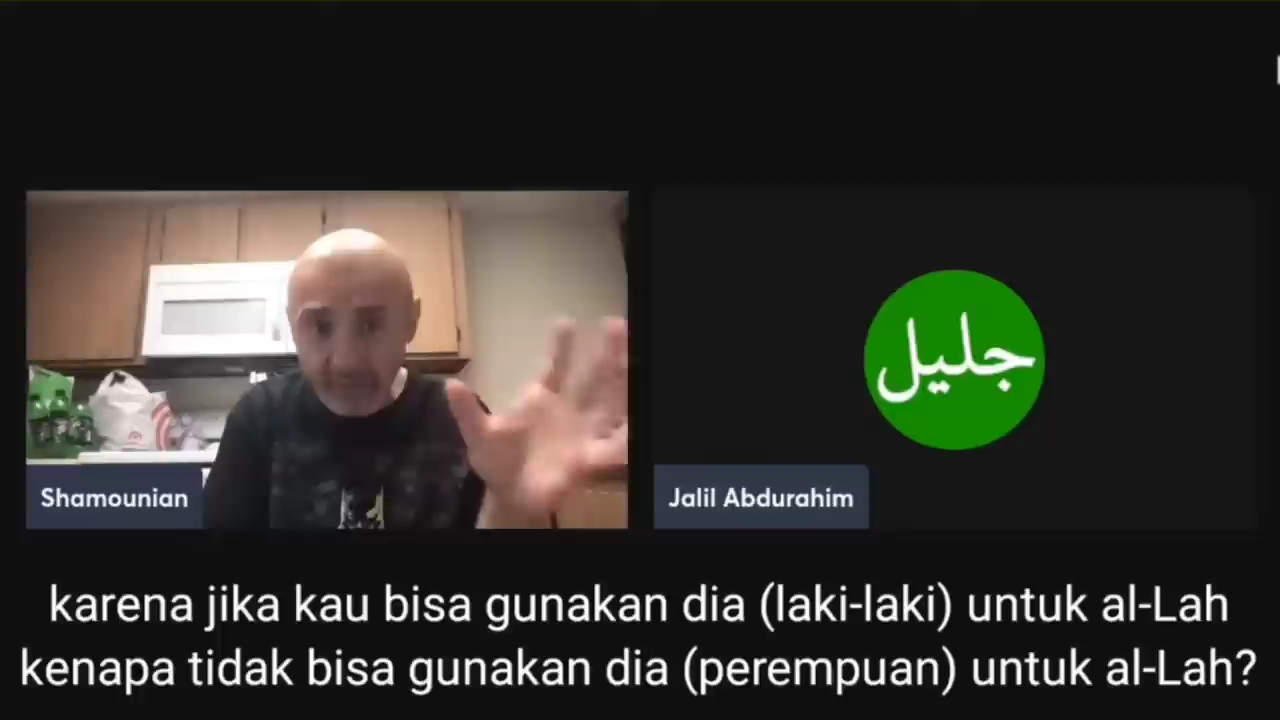 جليل
Shamounian
Jalil Abdurahim
karena jika kau bisa gunakan dia (laki-laki) untuk al-Lah
kenapa tidak bisa gunakan dia (perempuan) untuk al-Lah?